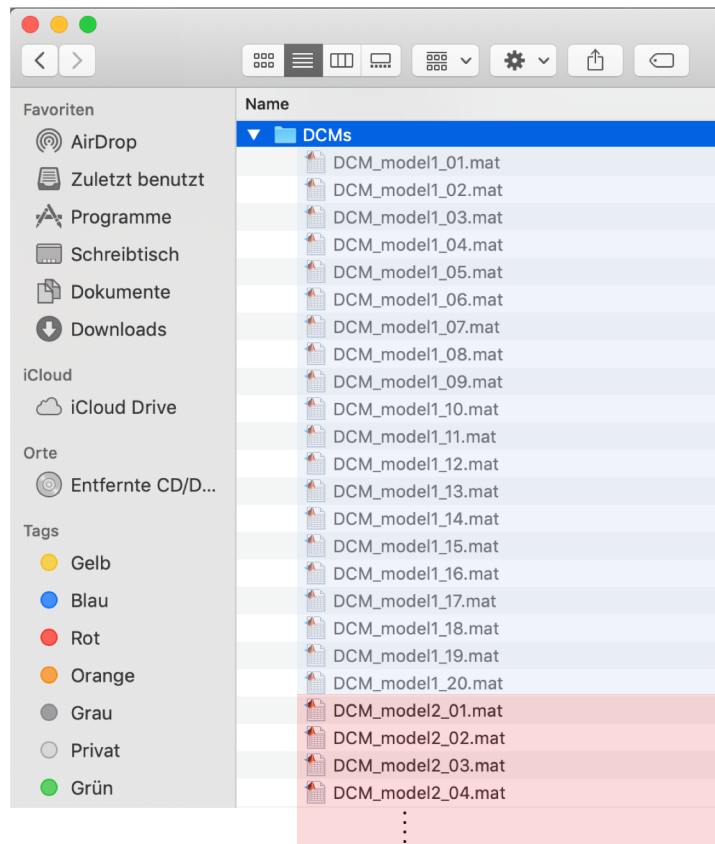 Favoriten
AirDrop
Zuletzt benutzt
Programme
Schreibtisch
Dokumente
Downloads
iCloud
iCloud Drive
Orte
Entfernte CD/D...
Tags
Gelb
Blau
Rot
Orange
Grau
Privat
Grün
Name
DCMs
DCM_model1_01.mat
DCM_model1_02.mat
DCM_model1_03.mat
DCM_model1_04.mat
DCM_model1_05.mat
DCM_model1_06.mat
DCM_model1_07.mat
DCM_model1_08.mat
DCM_model1_09.mat
DCM_model1_10.mat
DCM_model1_11.mat
DCM_model1_12.mat
DCM_model1_13.mat
DCM_model1_14.mat
DCM_model1_15.mat
DCM_model1_16.mat
DCM_model1_17.mat
DCM_model1_18.mat
DCM_model1_19.mat
DCM_model1_20.mat
DCM_model2_01.mat
DCM_model2_02.mat
DCM_model2_03.mat
DCM_model2_04.mat